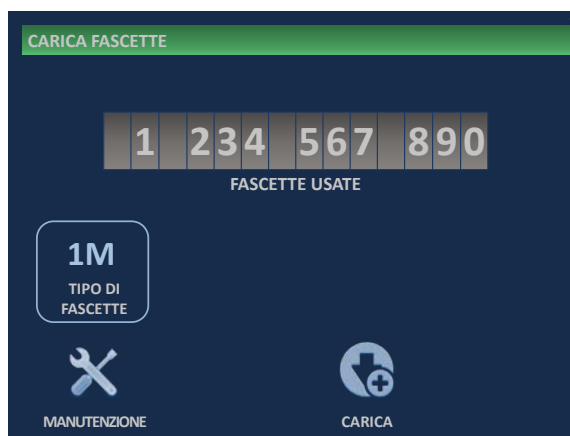 CARICA FASCETTE
1 234 567 890
FASCETTE USATE
1M
TIPO DI
FASCETTE
MANUTENZIONE
CARICA